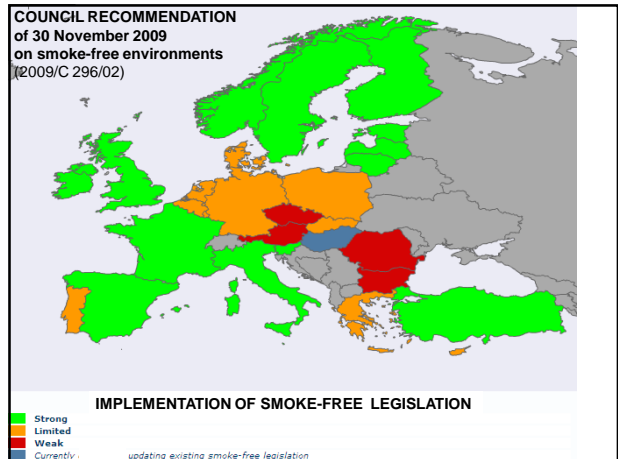 COUNCIL RECOMMENDATION
of 30 November 2009
on smoke-free environments
(2009/C 296/02)
IMPLEMENTATION OF SMOKE-FREE LEGISLATION
Strong
Limited
Weak
Currently updating existing smoke-free legislation